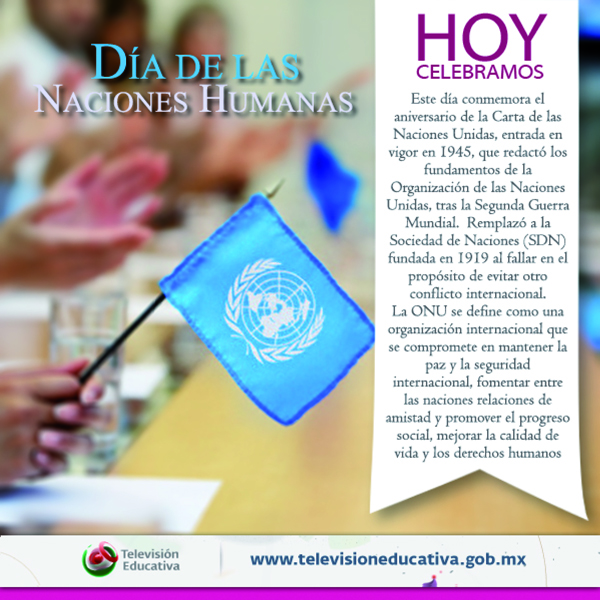 DÍA DE LAS
NACIONES HUMANAS
HOY
CELEBRAMOS
Este día conmemora el
aniversario de la Carta de las
Naciones Unidas, entrada en
vigor en 1945, que redactó los
fundamentos de la
Organización de las Naciones
Unidas, tras la Segunda Guerra
Mundial. Remplazó a la
Sociedad de Naciones (SDN)
fundada en 1919 al fallar en el
propósito de evitar otro
conflicto internacional.
La ONU se define como una
organización internacional que
se compromete en mantener la
paz y la seguridad
internacional, fomentar entre
las naciones relaciones de
amistad y promover el progreso
social, mejorar la calidad de
vida y los derechos humanos
Televisión
Educativa
www.televisioneducativa.gob.mx